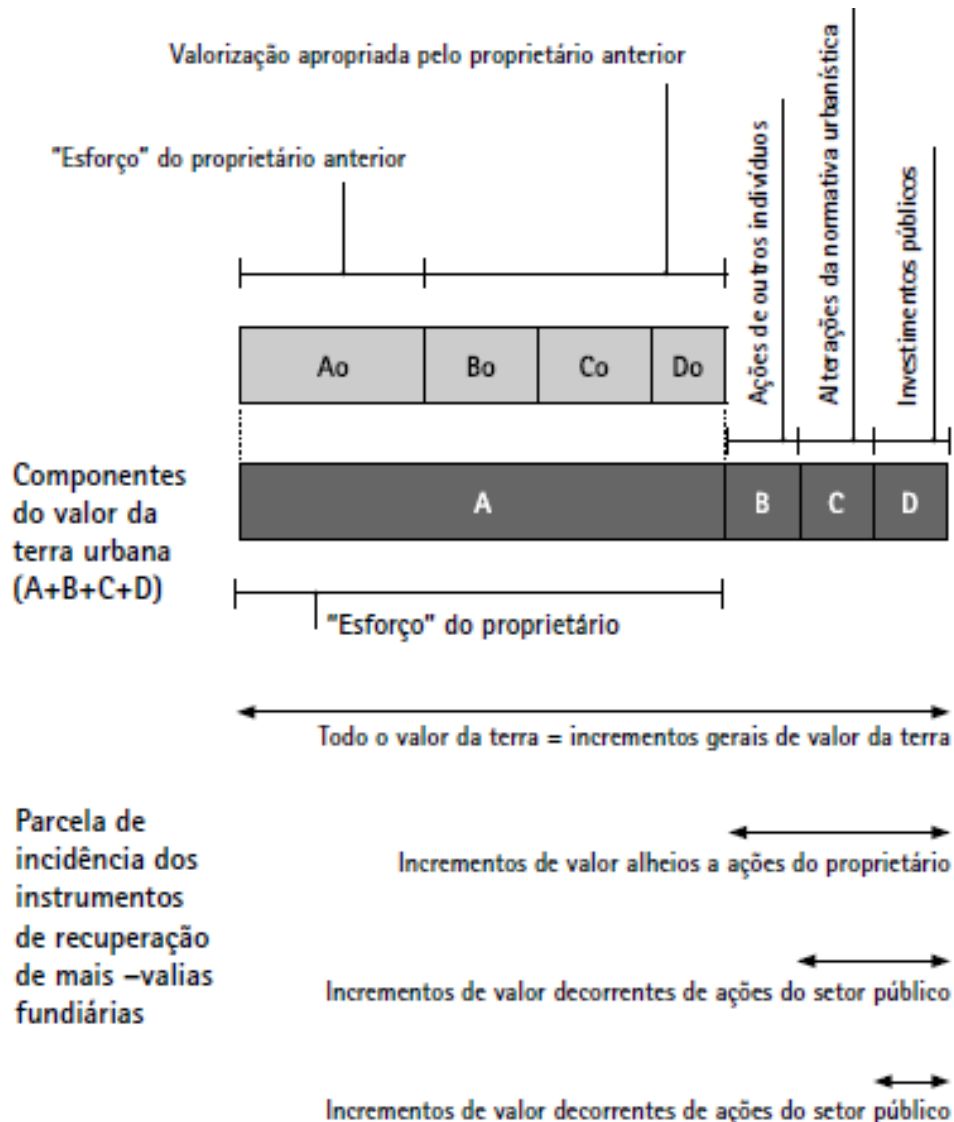 Valorização apropriada pelo proprietário anterior
"Esforço" do proprietário anterior
Ações de outros indivíduos
Alterações da normativa urbanística
Investimentos públicos
Ao
Bo
Co
Do
Componentes
do valor da
terra urbana
(A+B+C+D)
A
B
C
D
"Esforço" do proprietário
Todo o valor da terra = incrementos gerais de valor da terra
Parcela de
incidência dos
instrumentos
de recuperação
de mais –valias
fundiárias
Incrementos de valor alheios a ações do proprietário
Incrementos de valor decorrentes de ações do setor público
Incrementos de valor decorrentes de ações do setor público